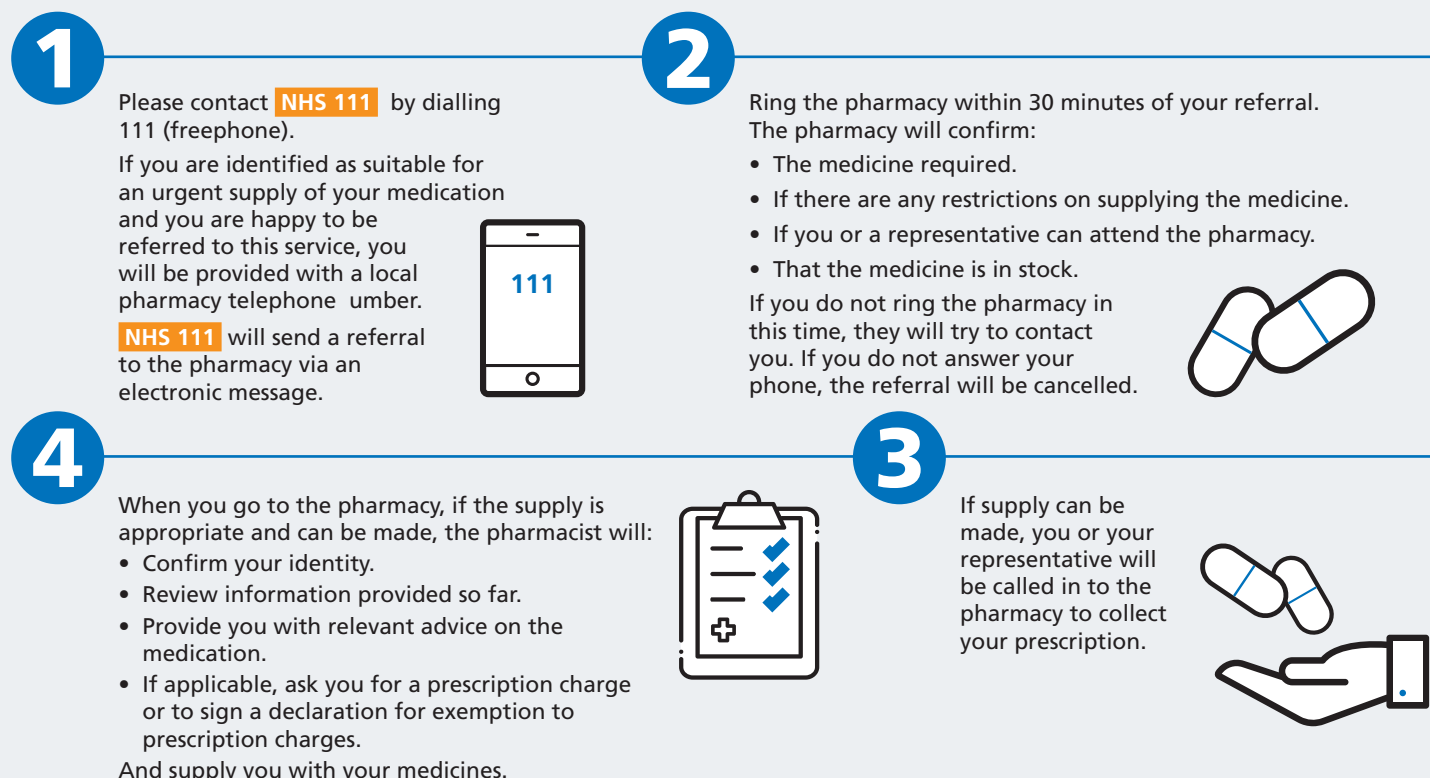 1
Please contact NHS 111 by dialling
111 (freephone).
If you are identified as suitable for
an urgent supply of your medication
and you are happy to be
referred to this service, you
will be provided with a local
pharmacy telephone  umber.
NHS 111 will send a referral
to the pharmacy via an
electronic message.
111
2
Ring the pharmacy within 30 minutes of your referral.
The pharmacy will confirm:
• The medicine required.
• If there are any restrictions on supplying the medicine.
• If you or a representative can attend the pharmacy.
• That the medicine is in stock.
If you do not ring the pharmacy in
this time, they will try to contact
you. If you do not answer your
phone, the referral will be cancelled.
3
If supply can be
made, you or your
representative will
be called in to the
pharmacy to collect
your prescription.
4
When you go to the pharmacy, if the supply is
appropriate and can be made, the pharmacist will:
• Confirm your identity.
• Review information provided so far.
• Provide you with relevant advice on the
medication.
• If applicable, ask you for a prescription charge
or to sign a declaration for exemption to
prescription charges.
And supply you with your medicines.